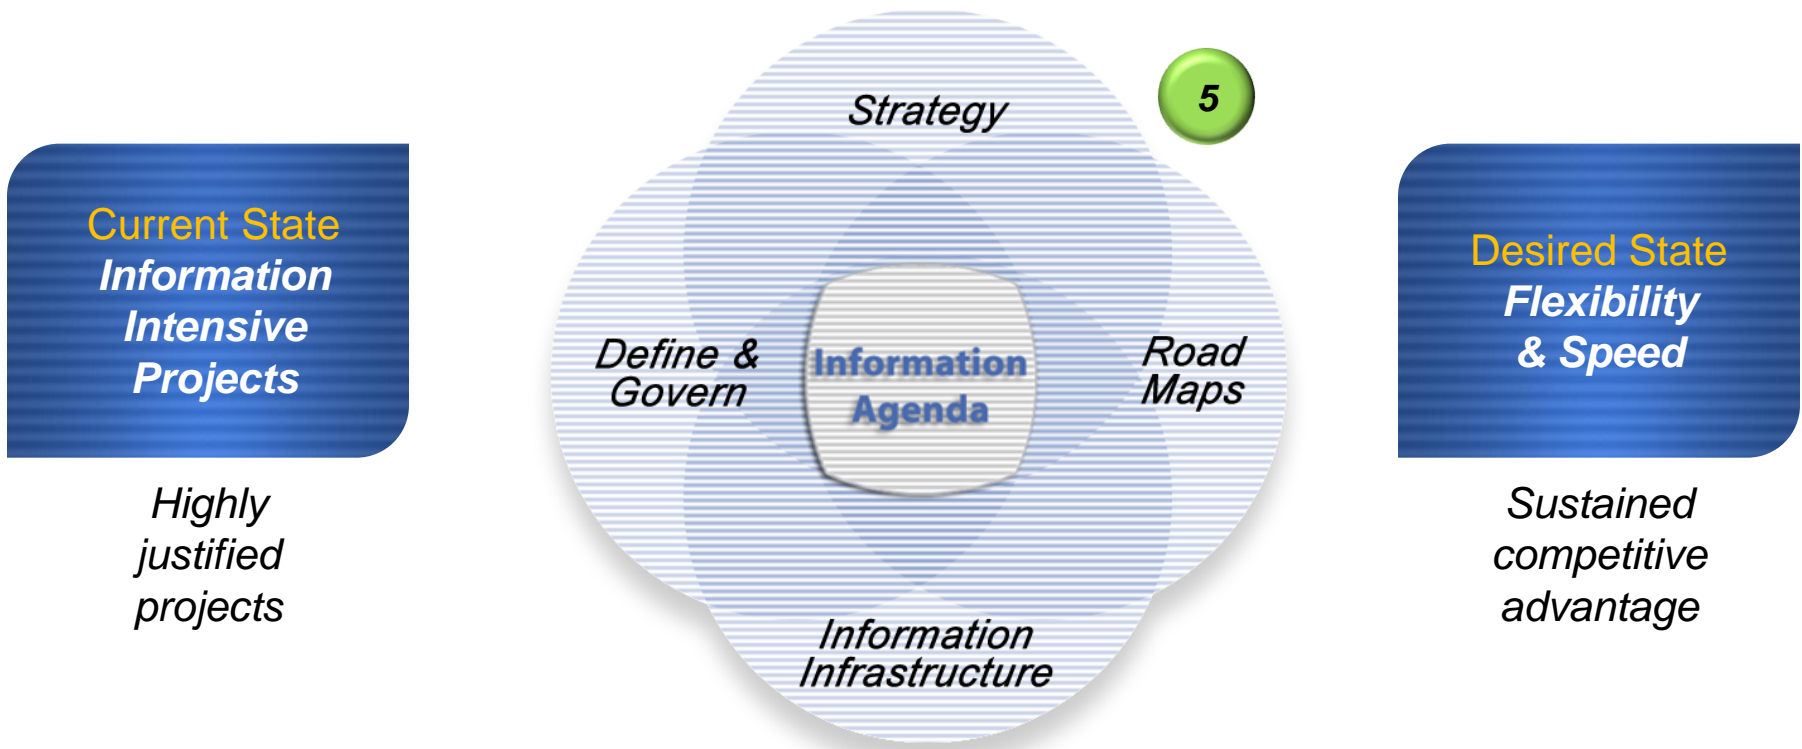 Current State
Information
Intensive
Projects
Highly
justified
projects
Strategy
5
Define &
Govern
Information
Agenda
Road
Maps
Information
Infrastructure
Desired State
Flexibility
& Speed
Sustained
competitive
advantage